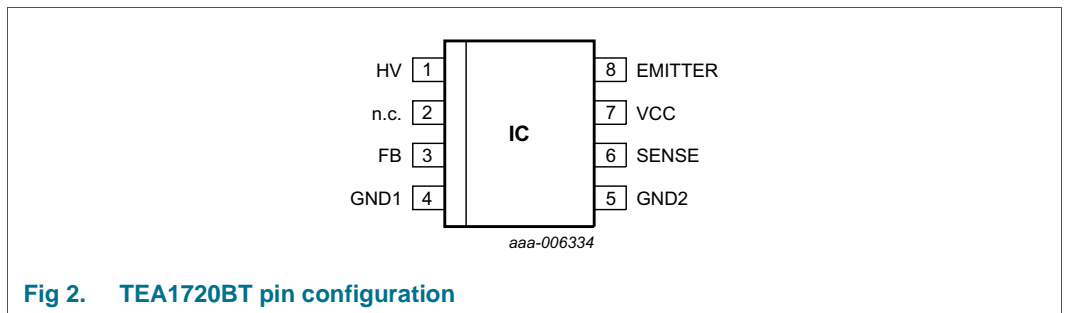 HV 1 8 EMITTER
n.c. 2 7 VCC
IC
FB 3 6 SENSE
GND1 4 5 GND2
aaa-006334
Fig 2. TEA1720BT pin configuration